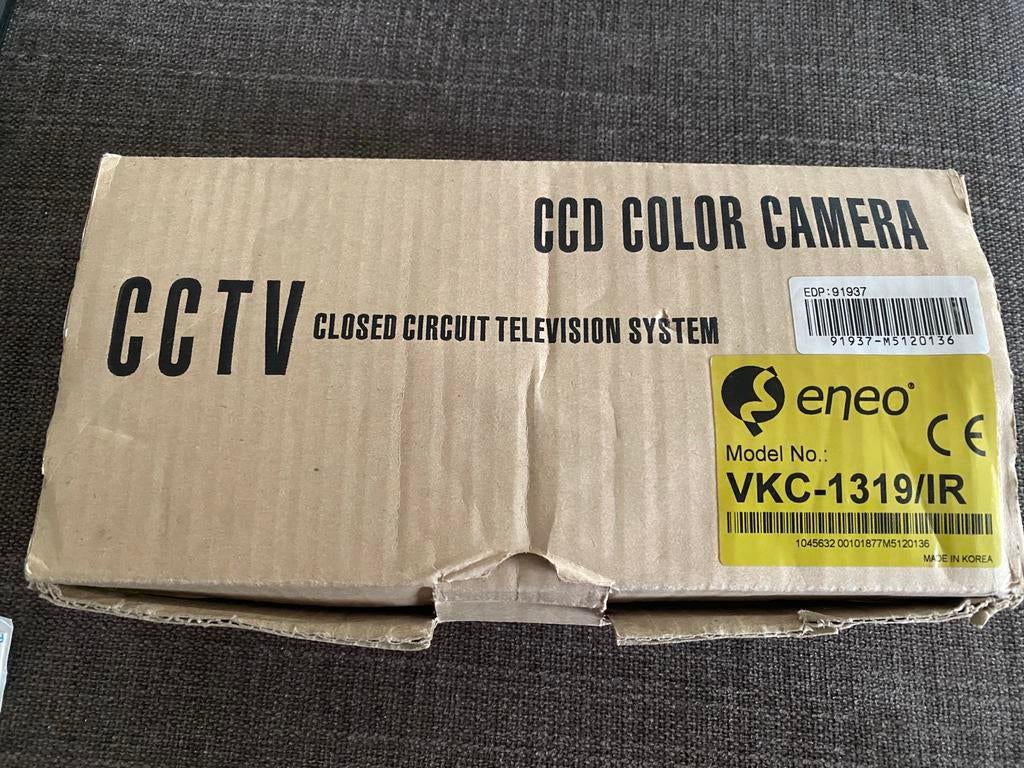 CCD COLOR CAMERA
CCTV CLOSED CIRCUIT TELEVISION SYSTEM
EDP:91937
91937-M5120136
eneo®
CE
Model No.:
VKC-1319/IR
1045632 00101877M5120136
MADE IN KOREA